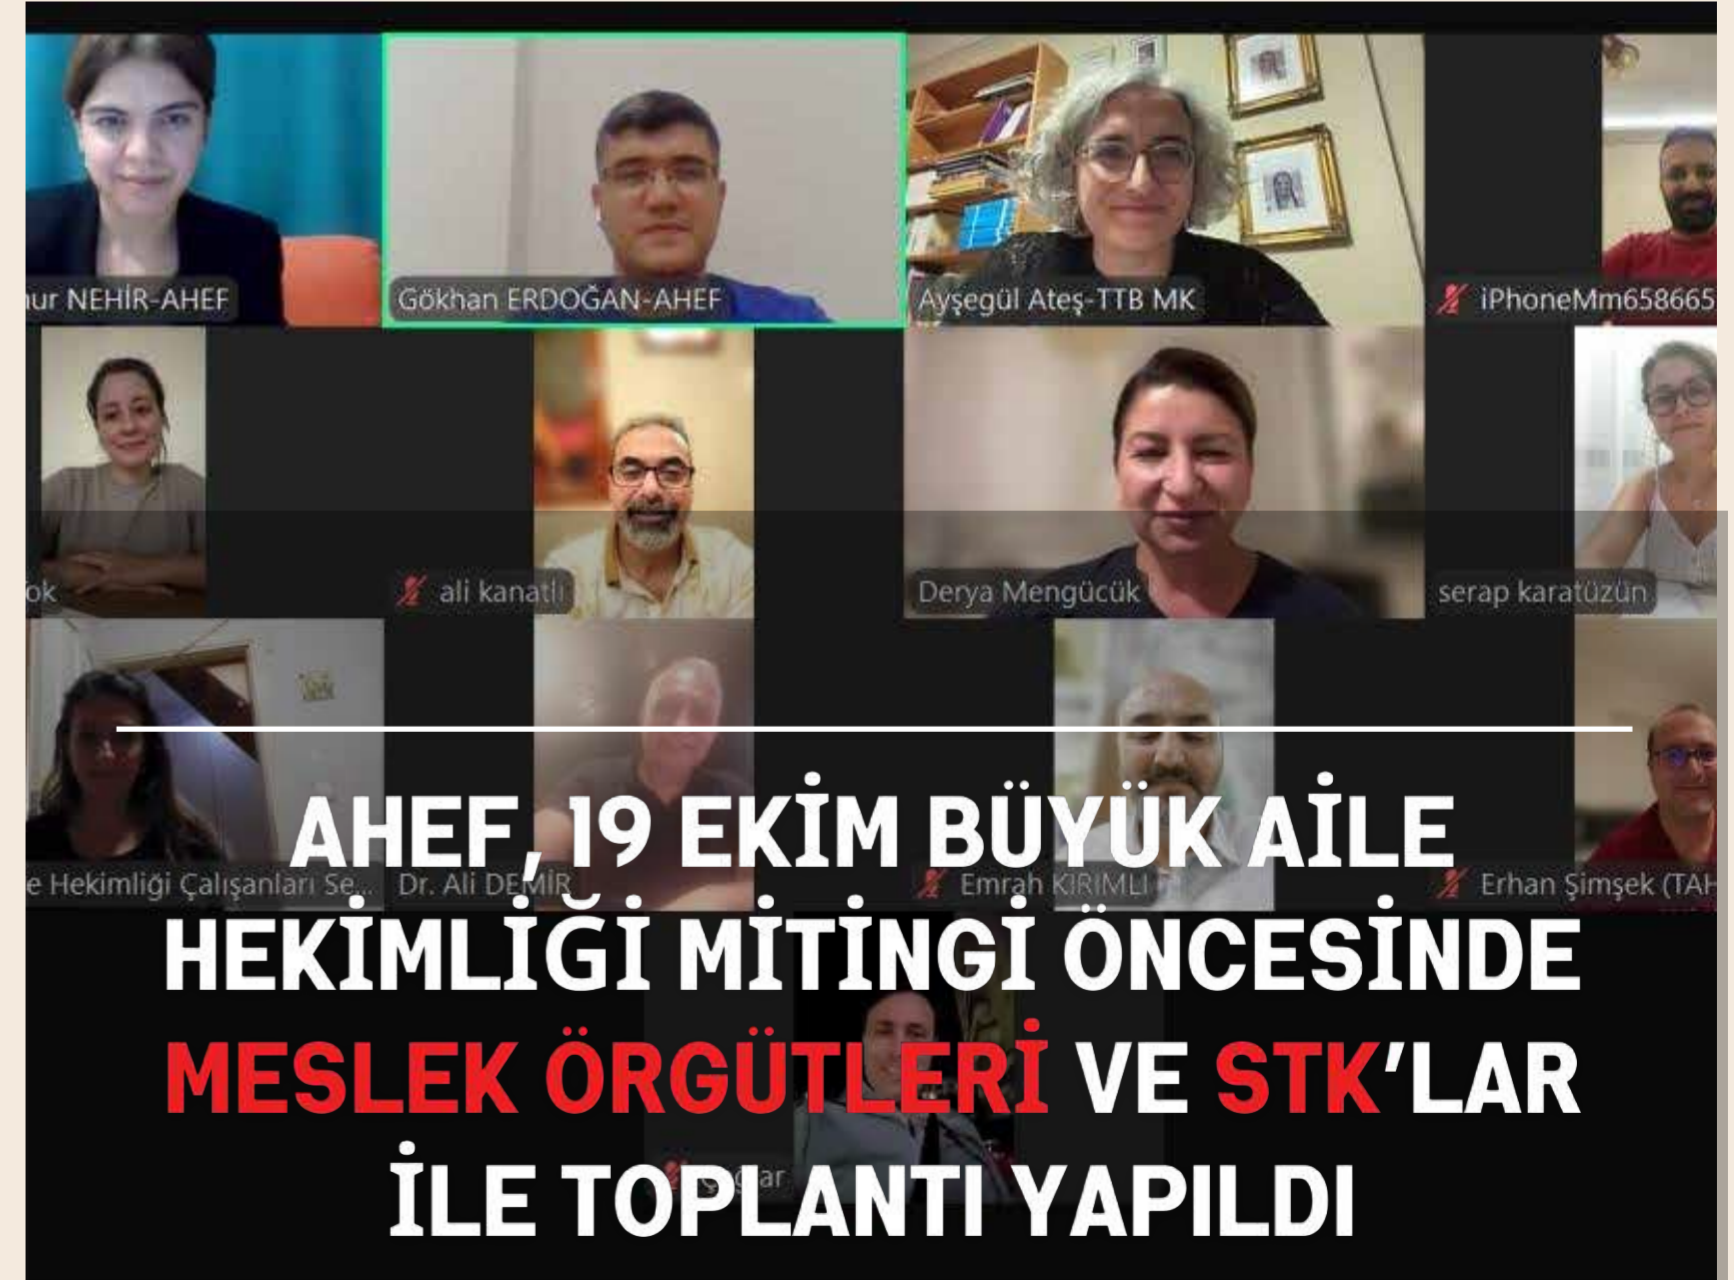 NEHİR-AHEF
Gökhan ERDOĞAN-AHEF
Ayşegül Ateş-TTB MK
iPhoneMm658665
ali kanatlı
Derya Mengücük
serap karatüzün
Hekimliği Çalışanları Se...
Dr. Ali DEMİR
Emrah KIRIMLI
Erhan Şimşek (TAH
AHEF, 19 EKİM BÜYÜK AİLE
HEKİMLİĞİ MİTİNGİ ÖNCESİNDE
MESLEK ÖRGÜTLERİ VE STK'LAR
İLE TOPLANTI YAPILDI